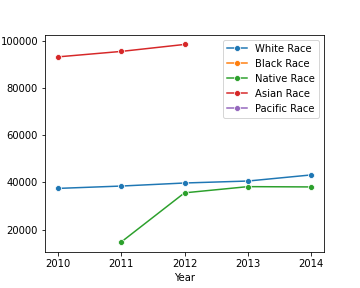 100000
80000
60000
40000
20000
2010 2011 2012 2013 2014
Year
White Race
Black Race
Native Race
Asian Race
Pacific Race